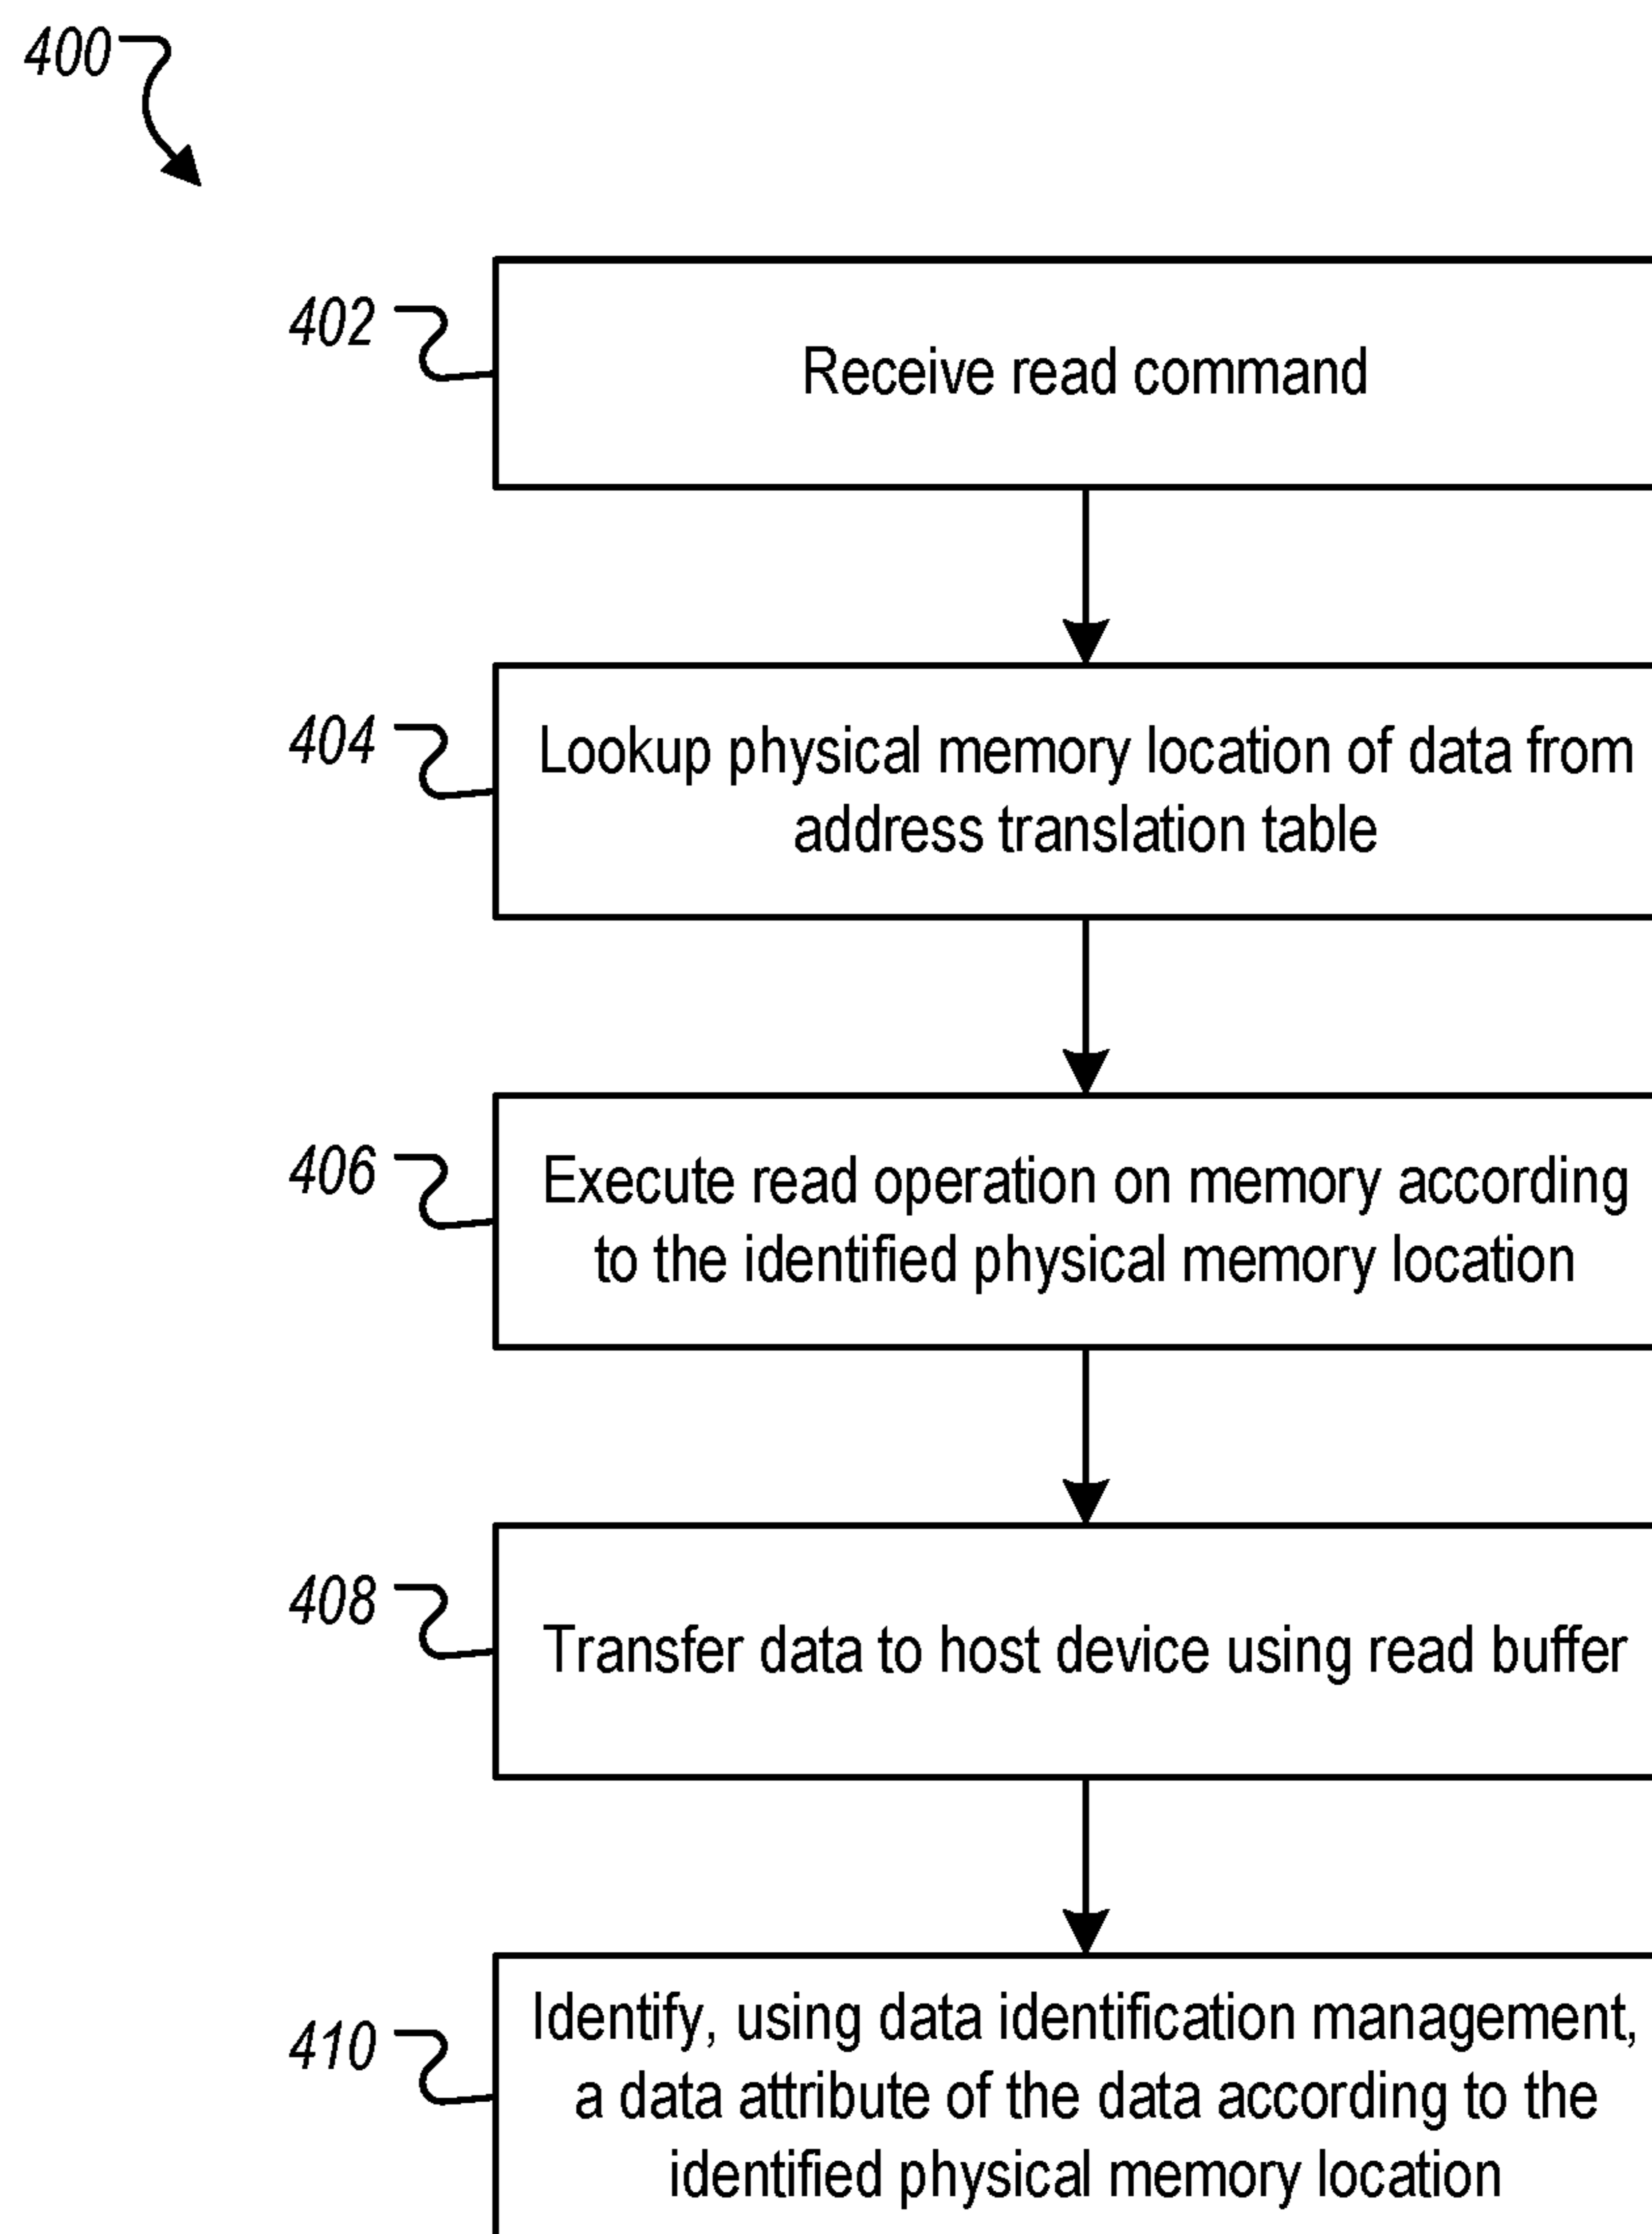 400
402
Receive read command
404
Lookup physical memory location of data from
address translation table
406
Execute read operation on memory according
to the identified physical memory location
408
Transfer data to host device using read buffer
410
Identify, using data identification management,
a data attribute of the data according to the
identified physical memory location